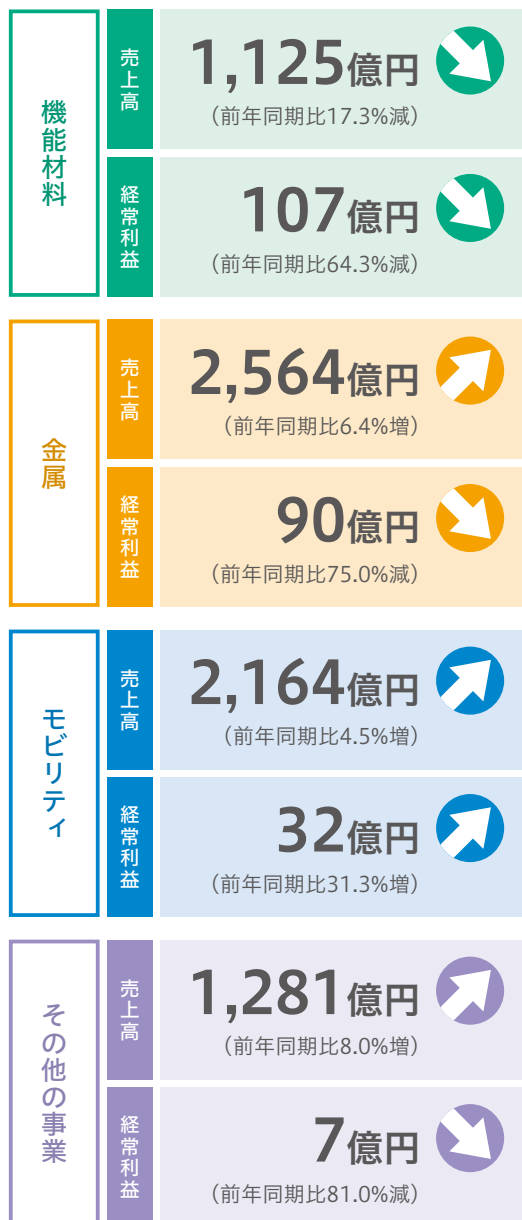 機能材料
売上高
1,125億円
（前年同期比17.3%減）
経常利益
107億円
（前年同期比64.3%減）
金属
売上高
2,564億円
（前年同期比6.4%増）
経常利益
90億円
（前年同期比75.0%減）
モビリティ
売上高
2,164億円
（前年同期比4.5%増）
経常利益
32億円
（前年同期比31.3%増）
その他の事業
売上高
1,281億円
（前年同期比8.0%増）
経常利益
7億円
（前年同期比81.0%減）